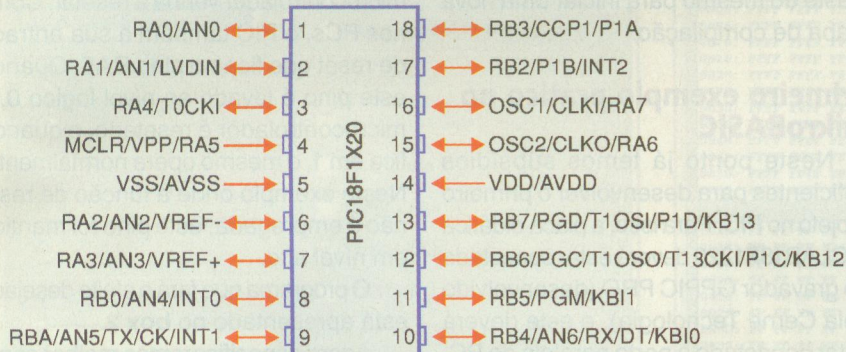 RA0/AN0 1
RA1/AN1/LVDIN 2
RA4/T0CKI 3
MCLR/VPP/RA5 4
VSS/AVSS 5
RA2/AN2/VREF- 6
RA3/AN3/VREF+ 7
RB0/AN4/INT0 8
RBA/AN5/TX/CK/INT1 9
PIC18F1X20
18 RB3/CCP1/P1A
17 RB2/P1B/INT2
16 OSC1/CLKI/RA7
15 OSC2/CLKO/RA6
14 VDD/AVDD
13 RB7/PGD/T1OSI/P1D/KB13
12 RB6/PGC/T1OSO/T13CKI/P1C/KB12
11 RB5/PGM/KBI1
10 RB4/AN6/RX/DT/KBI0